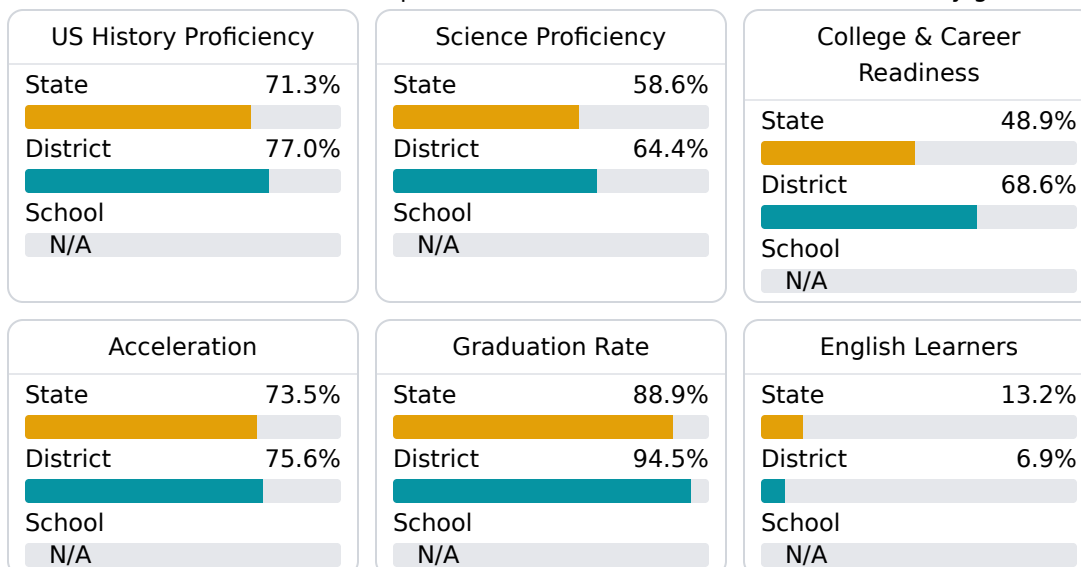 US History Proficiency
State 71.3%
District 77.0%
School
N/A
Science Proficiency
State 58.6%
District 64.4%
School
N/A
College & Career
Readiness
State 48.9%
District 68.6%
School
N/A
Acceleration
State 73.5%
District 75.6%
School
N/A
Graduation Rate
State 88.9%
District 94.5%
School
N/A
English Learners
State 13.2%
District 6.9%
School
N/A